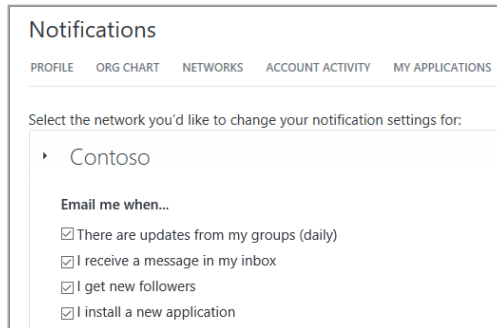 Notifications
PROFILE ORG CHART NETWORKS ACCOUNT ACTIVITY MY APPLICATIONS
Select the network you'd like to change your notification settings for:
Contoso
Email me when...
There are updates from my groups (daily)
I receive a message in my inbox
I get new followers
I install a new application